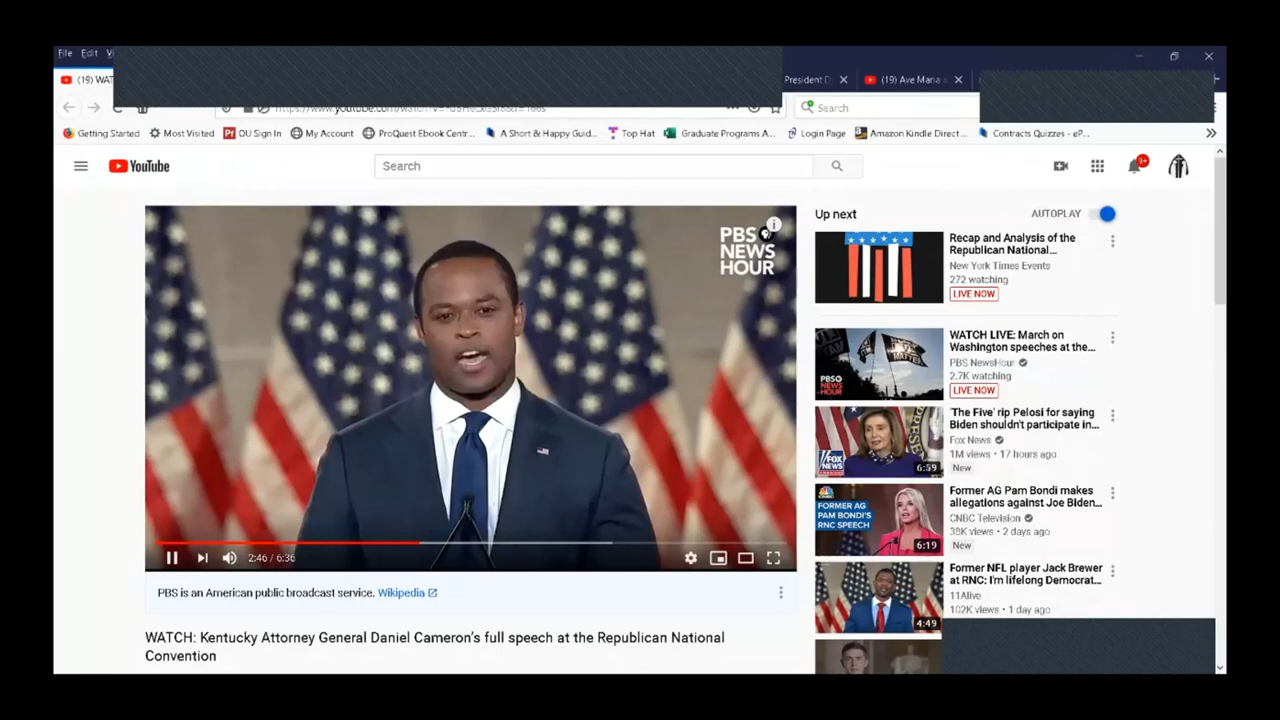 File Edit
(19) WAT
President D
(19) Ave Maria
Search
Getting Started
Most Visited
OU Sign In
My Account
ProQuest Ebook Centr...
A Short & Happy Guid...
Top Hat
Graduate Programs A...
Login Page
Amazon Kindle Direct ...
Contracts Quizzes - eP...
YouTube
Search
9+
PBS
NEWS
HOUR
2:46 / 6:36
PBS is an American public broadcast service. Wikipedia
WATCH: Kentucky Attorney General Daniel Cameron's full speech at the Republican National
Convention
Up next
AUTOPLAY
Recap and Analysis of the
Republican National...
New York Times Events
272 watching
LIVE NOW
PBS
NEWS
HOUR
WATCH LIVE: March on
Washington speeches at the...
PBS NewsHour
2.7K watching
LIVE NOW
FOX
NEWS
6:59
'The Five' rip Pelosi for saying
Biden shouldn't participate in...
Fox News
1M views • 17 hours ago
New
FORMER AG
PAM BONDI'S
RNC SPEECH
6:19
Former AG Pam Bondi makes
allegations against Joe Biden...
CNBC Television
38K views • 2 days ago
New
4:49
Former NFL player Jack Brewer
at RNC: I'm lifelong Democrat...
11Alive
102K views • 1 day ago